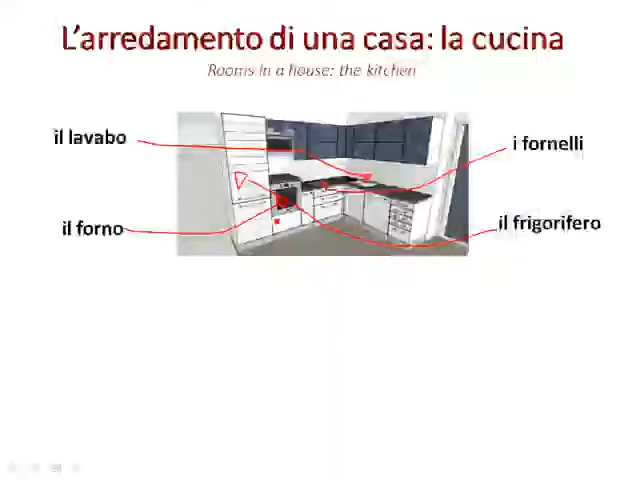 L'arredamento di una casa: la cucina
Rooms in a house: the kitchen
il lavabo
i fornelli
il forno
il frigorifero